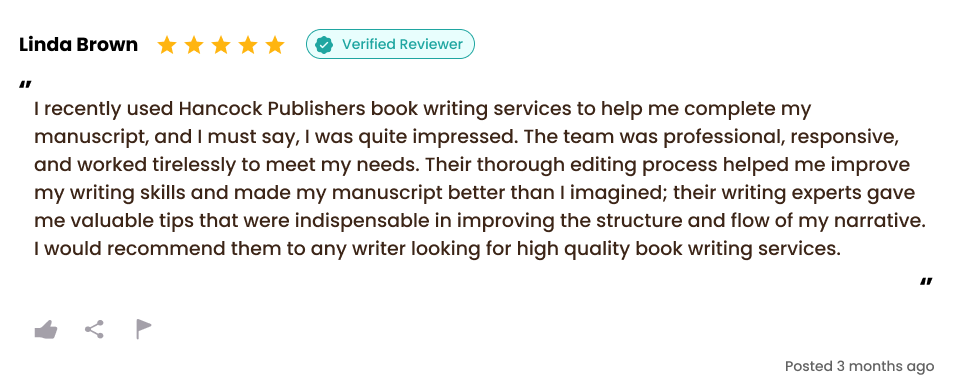 Linda Brown Verified Reviewer
“
I recently used Hancock Publishers book writing services to help me complete my
manuscript, and I must say, I was quite impressed. The team was professional, responsive,
and worked tirelessly to meet my needs. Their thorough editing process helped me improve
my writing skills and made my manuscript better than I imagined; their writing experts gave
me valuable tips that were indispensable in improving the structure and flow of my narrative.
I would recommend them to any writer looking for high quality book writing services.
”
Posted 3 months ago